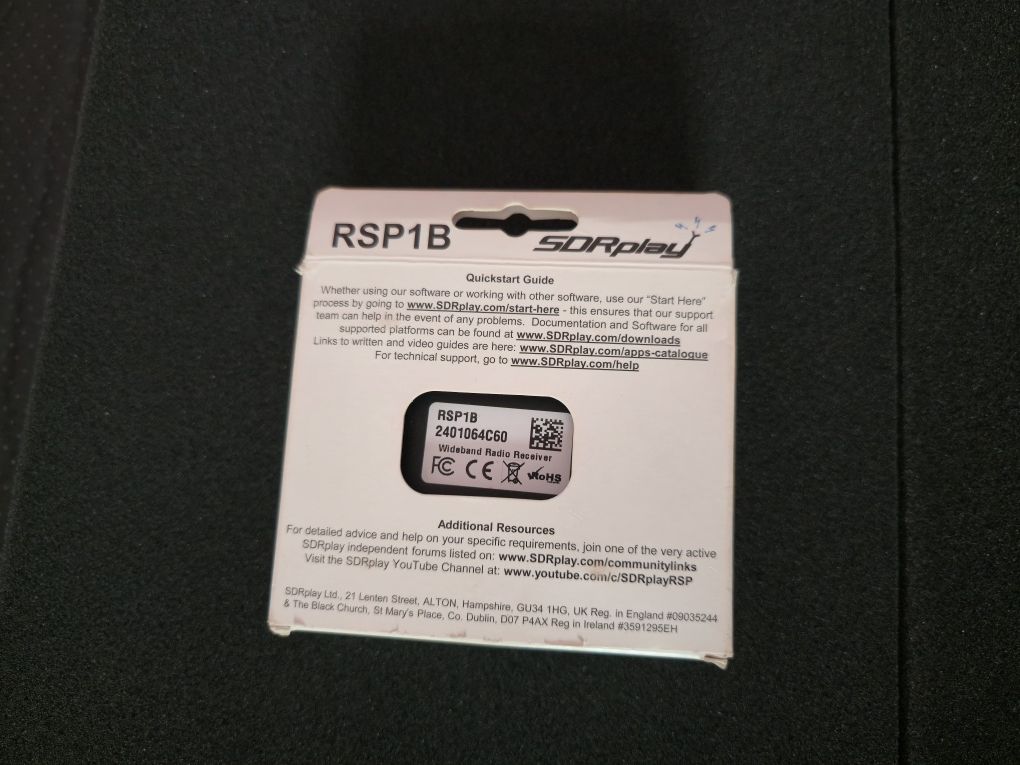 RSP1B
SDRplay
Quickstart Guide
Whether using our software or working with other software, use our “Start Here”
process by going to www.SDRplay.com/start-here - this ensures that our support
team can help in the event of any problems. Documentation and Software for all
supported platforms can be found at www.SDRplay.com/downloads
Links to written and video guides are here: www.SDRplay.com/apps-catalogue
For technical support, go to www.SDRplay.com/help
RSP1B
2401064C60
Wideband Radio Receiver
FC CE RoHS
Additional Resources
For detailed advice and help on your specific requirements, join one of the very active
SDRplay independent forums listed on: www.SDRplay.com/communitylinks
Visit the SDRplay YouTube Channel at: www.youtube.com/c/SDRplayRSP
SDRplay Ltd., 21 Lenten Street, ALTON, Hampshire, GU34 1HG, UK Reg. in England #09035244
& The Black Church, St Mary's Place, Co. Dublin, D07 P4AX Reg in Ireland #3591295EH